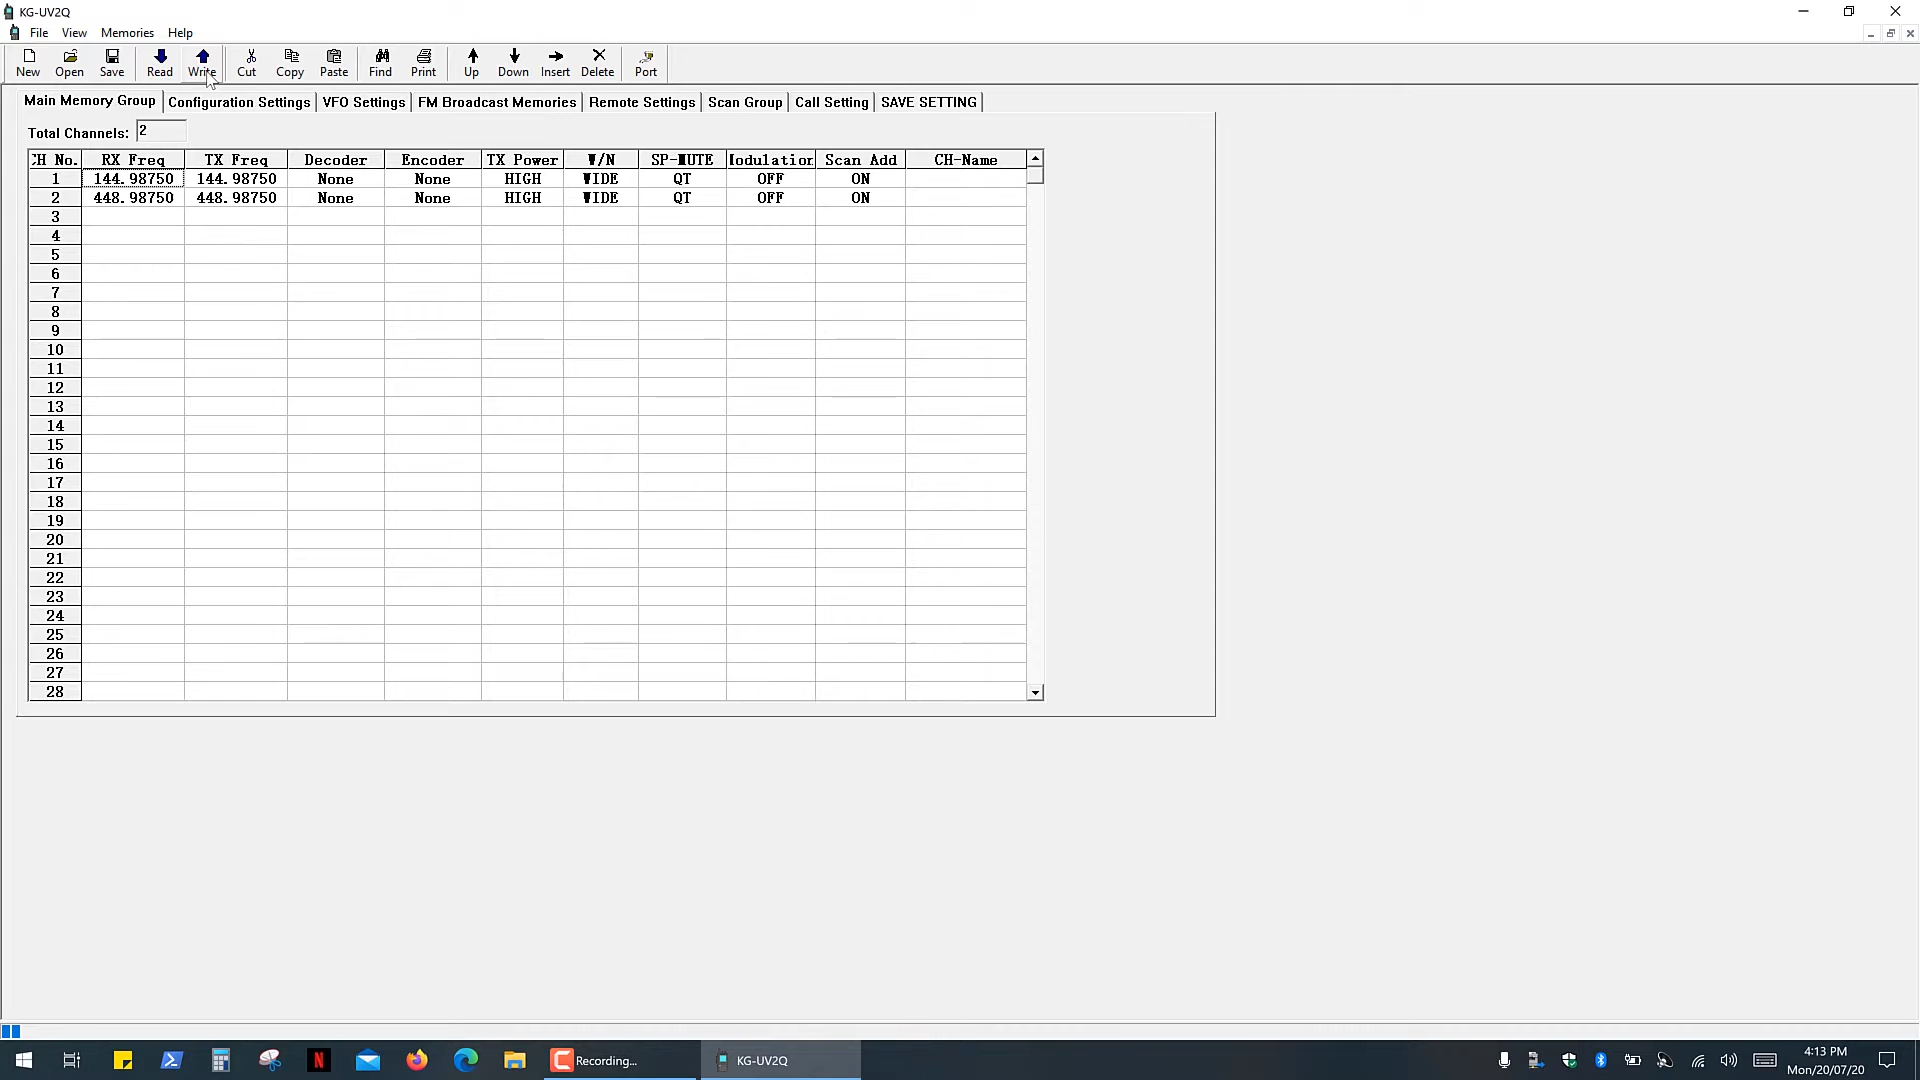 KG-UV2Q
File View Memories Help
New Open Save Read Write Cut Copy Paste Find Print Up Down Insert Delete Port
Main Memory Group Configuration Settings VFO Settings FM Broadcast Memories Remote Settings Scan Group Call Setting SAVE SETTING
Total Channels: 2
CH No. RX Freq TX Freq Decoder Encoder TX Power W/N SP-MUTE Modulation Scan Add CH-Name
1 144.98750 144.98750 None None HIGH WIDE QT OFF ON
2 448.98750 448.98750 None None HIGH WIDE QT OFF ON
3
4
5
6
7
8
9
10
11
12
13
14
15
16
17
18
19
20
21
22
23
24
25
26
27
28
Recording... KG-UV2Q 4:13 PM
Mon/20/07/20